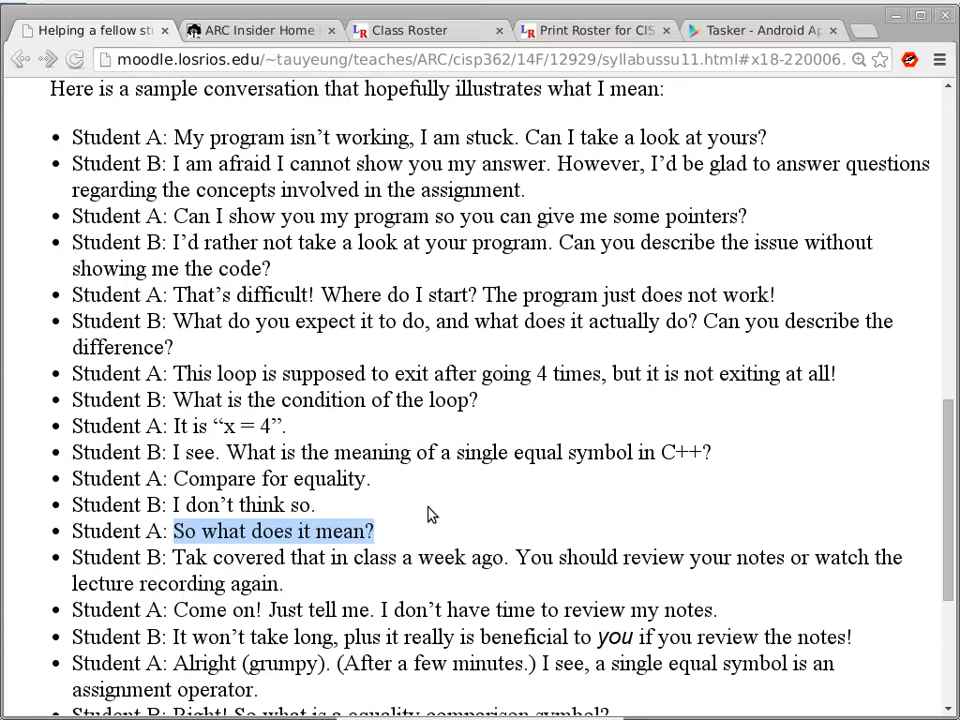 Helping a fellow st
ARC Insider Home
Class Roster
Print Roster for CIS
Tasker - Android Ap
moodle.losrios.edu/~tauyeung/teaches/ARC/cisp362/14F/12929/syllabussu11.html#x18-220006.
Here is a sample conversation that hopefully illustrates what I mean:
• Student A: My program isn’t working, I am stuck. Can I take a look at yours?
• Student B: I am afraid I cannot show you my answer. However, I’d be glad to answer questions
regarding the concepts involved in the assignment.
• Student A: Can I show you my program so you can give me some pointers?
• Student B: I’d rather not take a look at your program. Can you describe the issue without
showing me the code?
• Student A: That’s difficult! Where do I start? The program just does not work!
• Student B: What do you expect it to do, and what does it actually do? Can you describe the
difference?
• Student A: This loop is supposed to exit after going 4 times, but it is not exiting at all!
• Student B: What is the condition of the loop?
• Student A: It is “x = 4”.
• Student B: I see. What is the meaning of a single equal symbol in C++?
• Student A: Compare for equality.
• Student B: I don’t think so.
• Student A: So what does it mean?
• Student B: Tak covered that in class a week ago. You should review your notes or watch the
lecture recording again.
• Student A: Come on! Just tell me. I don’t have time to review my notes.
• Student B: It won’t take long, plus it really is beneficial to you if you review the notes!
• Student A: Alright (grumpy). (After a few minutes.) I see, a single equal symbol is an
assignment operator.
• Student B: Right! So what is a equality comparison symbol?